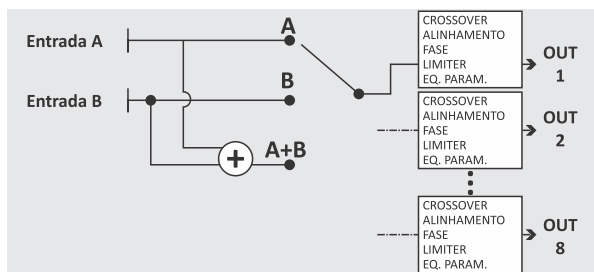 Entrada A
A
Entrada B
B
+
A+B
CROSSOVER
ALINHAMENTO
FASE
LIMITER
EQ. PARAM.
OUT
1
CROSSOVER
ALINHAMENTO
FASE
LIMITER
EQ. PARAM.
OUT
2
CROSSOVER
ALINHAMENTO
FASE
LIMITER
EQ. PARAM.
OUT
8